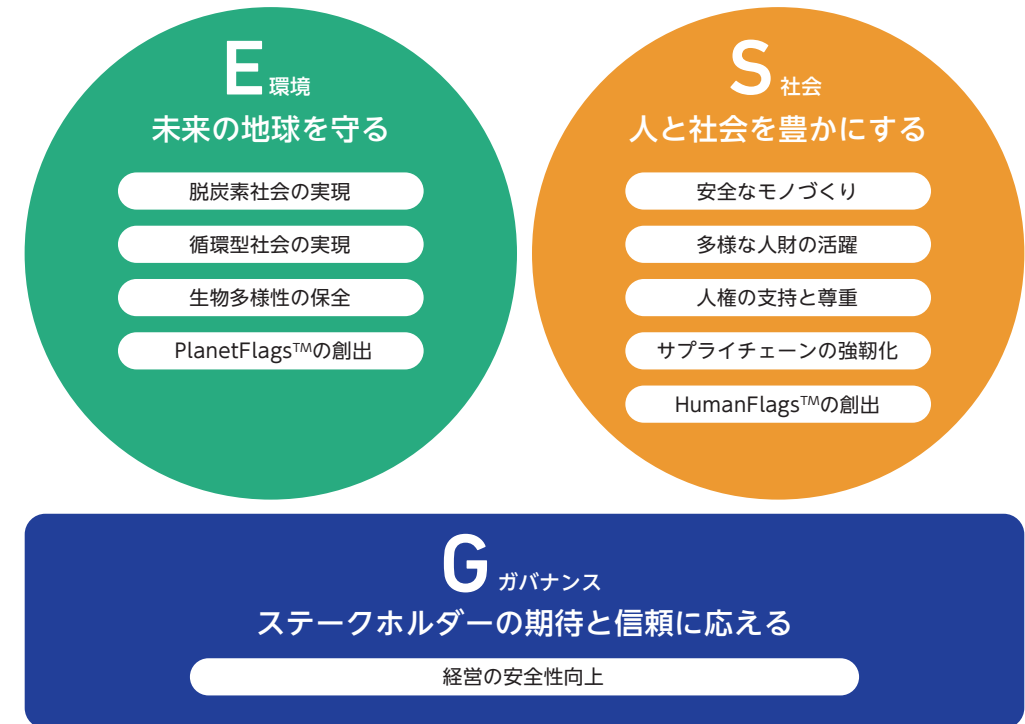 E 環境
未来の地球を守る
脱炭素社会の実現
循環型社会の実現
生物多様性の保全
PlanetFlags™の創出
S 社会
人と社会を豊かにする
安全なモノづくり
多様な人財の活躍
人権の支持と尊重
サプライチェーンの強靭化
HumanFlags™の創出
G ガバナンス
ステークホルダーの期待と信頼に応える
経営の安全性向上